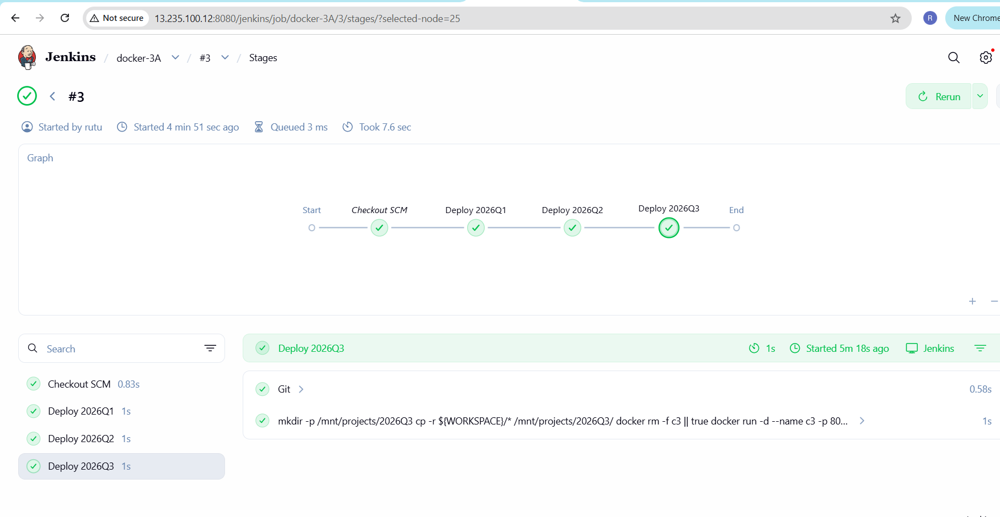 Not secure 13.235.100.12:8080/jenkins/job/docker-3A/3/stages/?selected-node=25 R New Chrome
Jenkins / docker-3A / #3 / Stages
#3 Rerun
Started by rutu Started 4 min 51 sec ago Queued 3 ms Took 7.6 sec
Graph
Start Checkout SCM Deploy 2026Q1 Deploy 2026Q2 Deploy 2026Q3 End
Search
Checkout SCM 0.83s
Deploy 2026Q1 1s
Deploy 2026Q2 1s
Deploy 2026Q3 1s
Deploy 2026Q3 1s Started 5m 18s ago Jenkins
Git 0.58s
mkdir -p /mnt/projects/2026Q3 cp -r ${WORKSPACE}/* /mnt/projects/2026Q3/ docker rm -f c3 || true docker run -d --name c3 -p 80... 1s